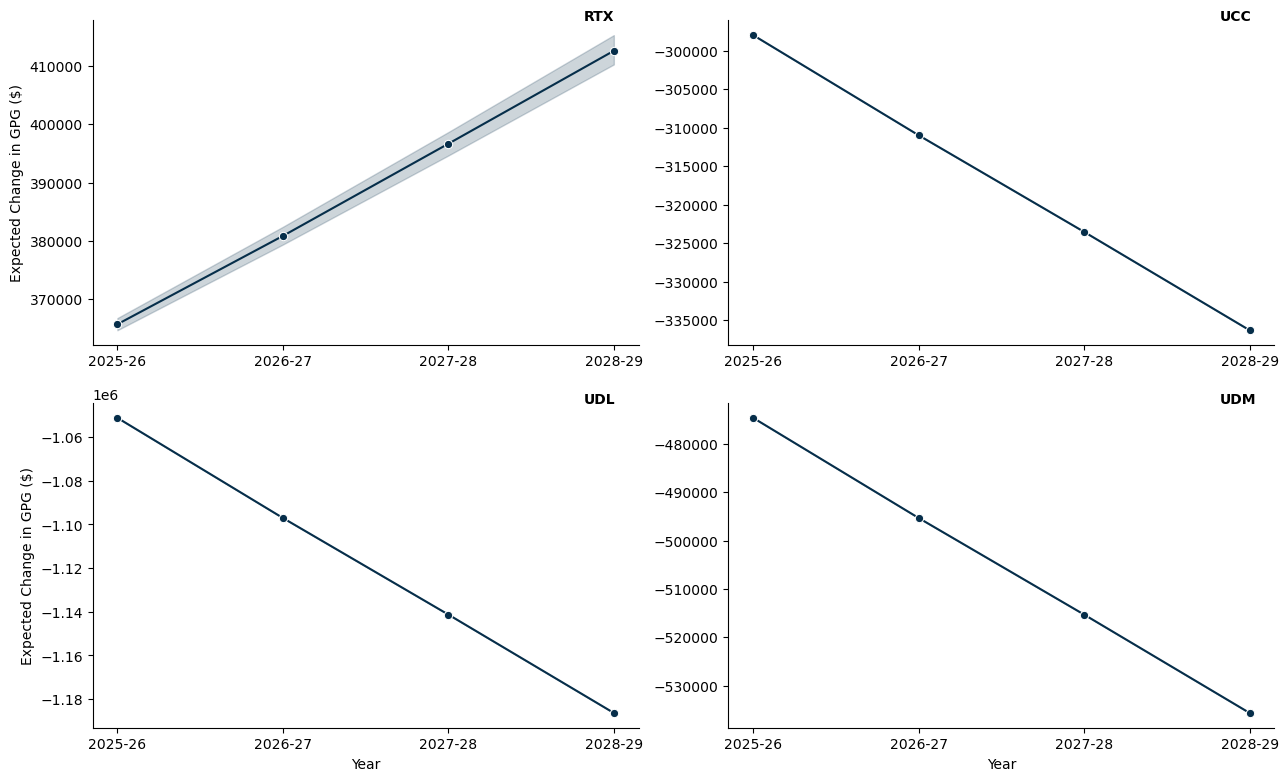 RTX
Expected Change in GPG ($)
410000
400000
390000
380000
370000
2025-26 2026-27 2027-28 2028-29
UCC
−300000
−305000
−310000
−315000
−320000
−325000
−330000
−335000
2025-26 2026-27 2027-28 2028-29
1e6
UDL
Expected Change in GPG ($)
−1.06
−1.08
−1.10
−1.12
−1.14
−1.16
−1.18
2025-26 2026-27 2027-28 2028-29
Year
UDM
−480000
−490000
−500000
−510000
−520000
−530000
2025-26 2026-27 2027-28 2028-29
Year